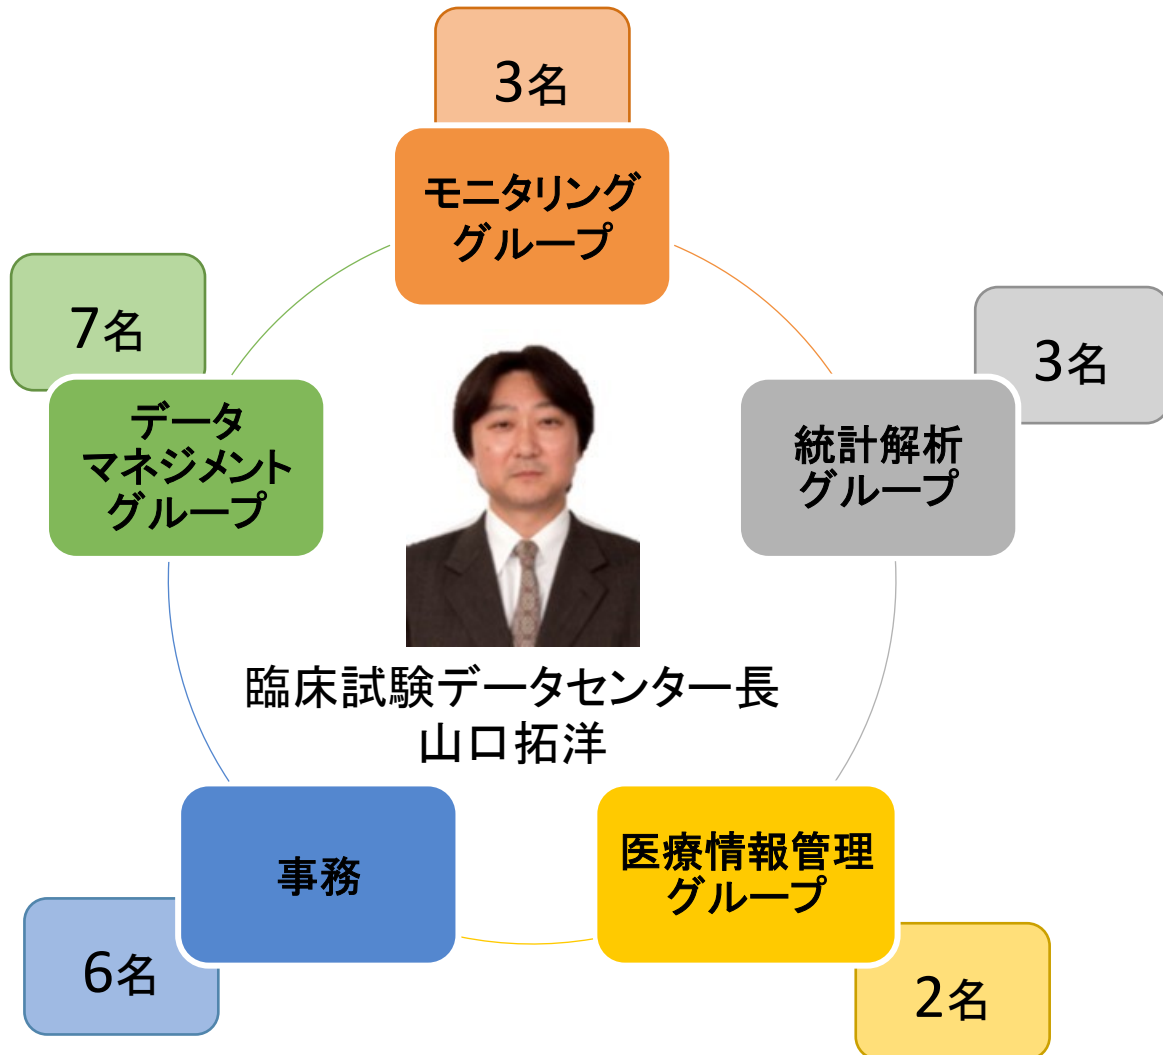 3名
モニタリング
グループ
7名
データ
マネジメント
グループ
3名
統計解析
グループ
臨床試験データセンター長
山口拓洋
事務
6名
医療情報管理
グループ
2名